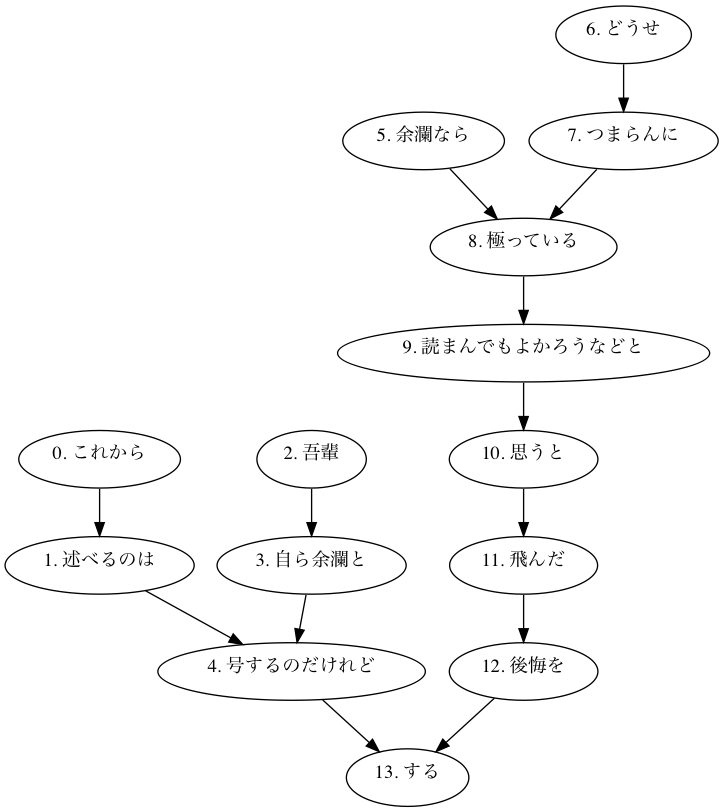 6. どうせ
5. 余瀾なら
7. つまらんに
8. 極っている
9. 読まんでもよかろうなどと
0. これから
2. 吾輩
10. 思うと
1. 述べるのは
3. 自ら余瀾と
11. 飛んだ
4. 号するのだけれど
12. 後悔を
13. する